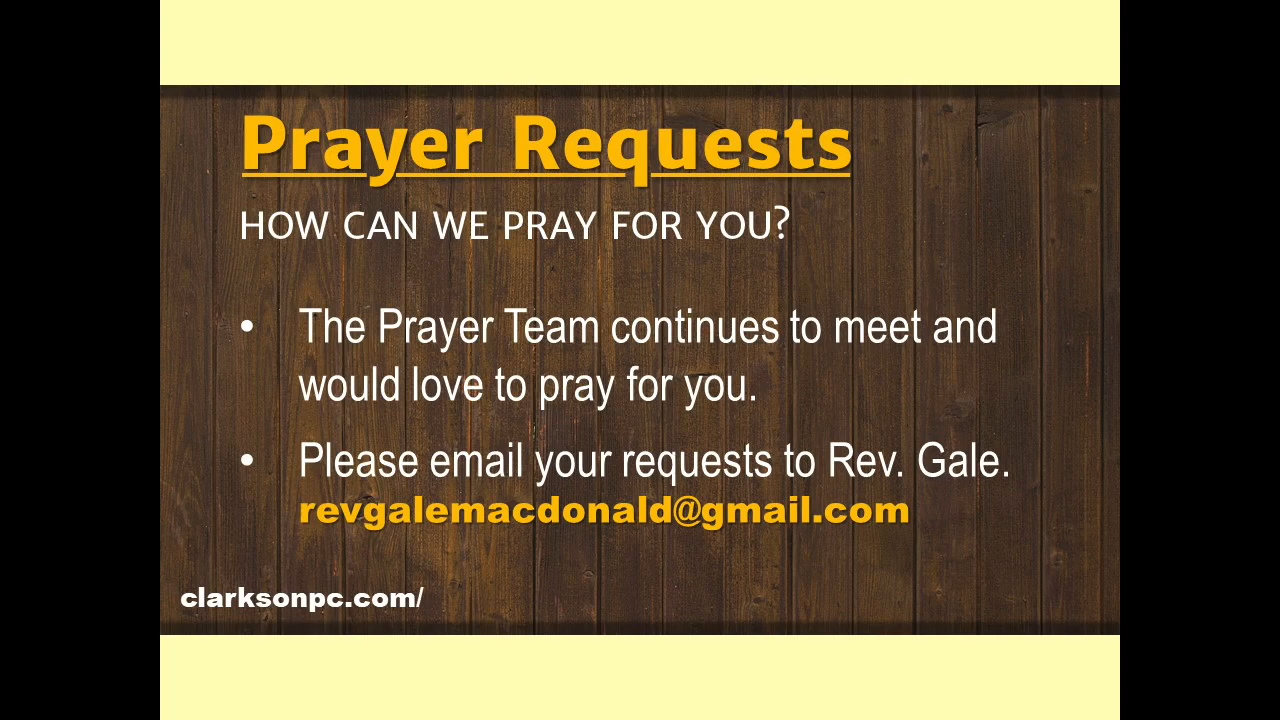 Prayer Requests
HOW CAN WE PRAY FOR YOU?
• The Prayer Team continues to meet and
would love to pray for you.
• Please email your requests to Rev. Gale.
revgalemacdonald@gmail.com
clarksonpc.com/